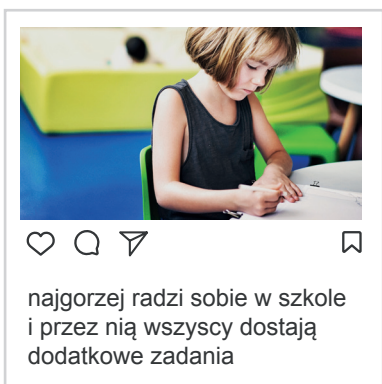 najgorzej radzi sobie w szkole
i przez nią wszyscy dostają
dodatkowe zadania